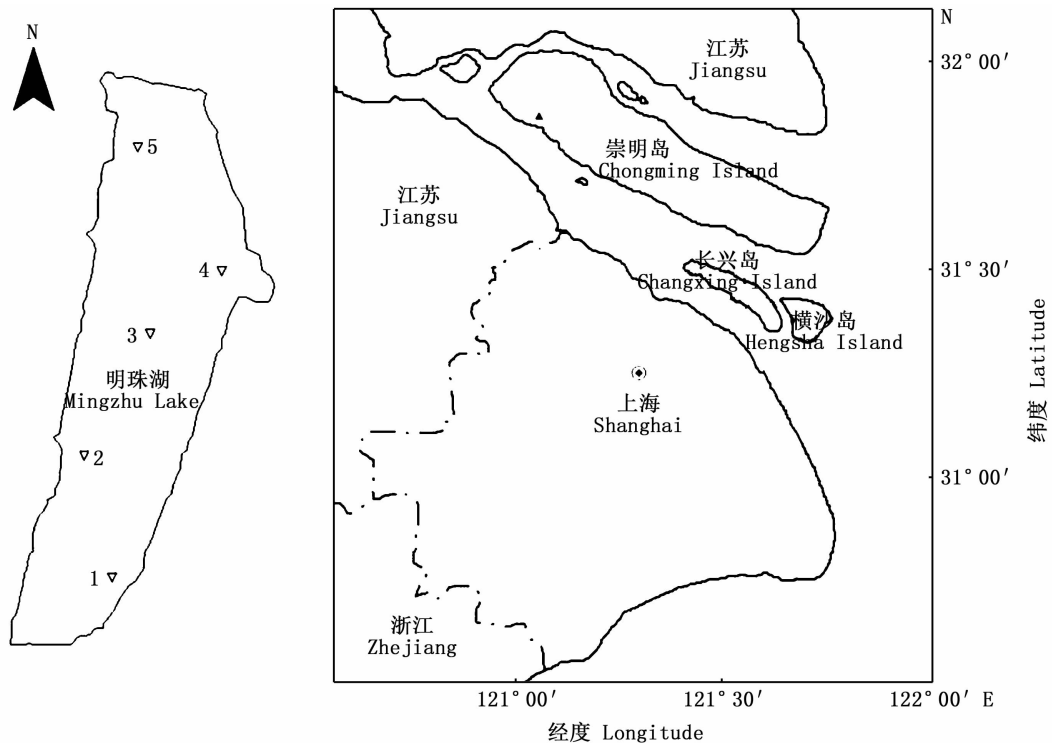 N
5
4
3
明珠湖
Mingzhu Lake
2
1
N
江苏
Jiangsu
32°00′
崇明岛
Chongming Island
江苏
Jiangsu
长兴岛
Changxing Island
31°30′
横沙岛
Hengsha Island
上海
Shanghai
31°00′
浙江
Zhejiang
121°00′
121°30′
122°00′ E
经度 Longitude
纬度 Latitude